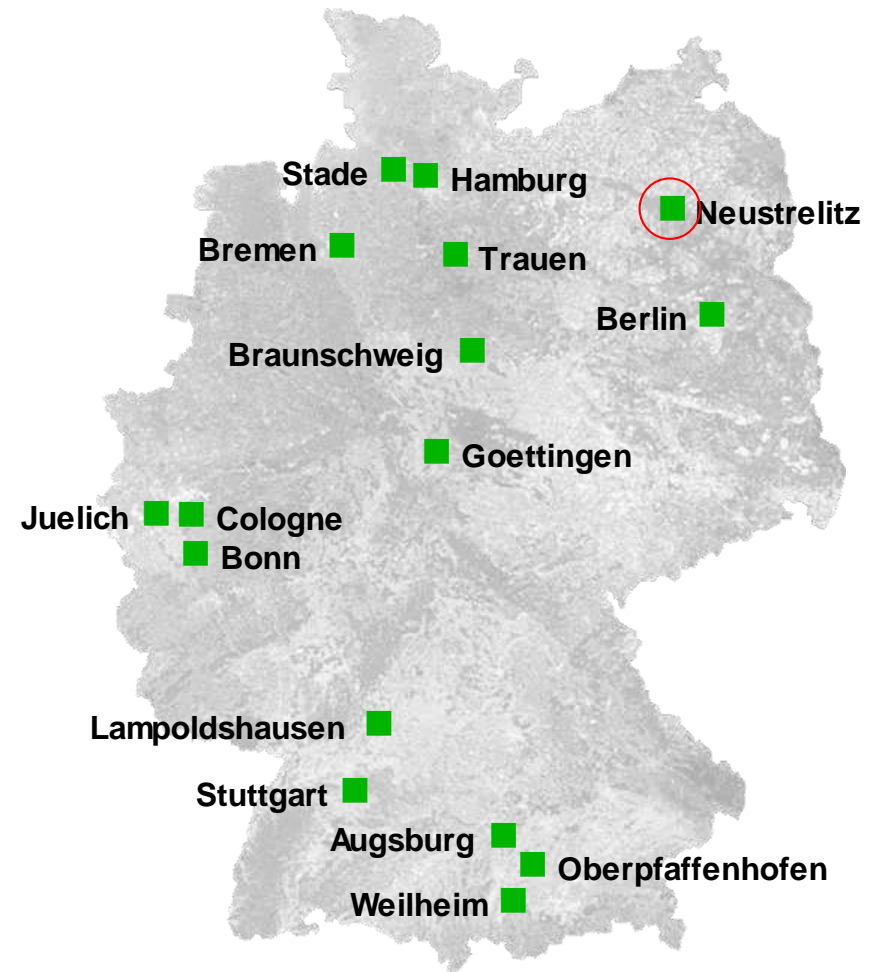 Stade
Hamburg
Neustrelitz
Bremen
Trauen
Berlin
Braunschweig
Goettingen
Juelich
Cologne
Bonn
Lampoldshausen
Stuttgart
Augsburg
Oberpfaffenhofen
Weilheim